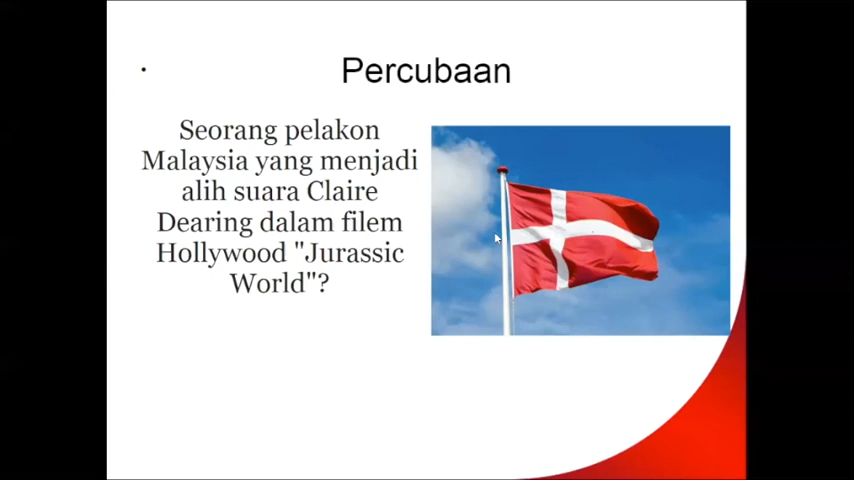 Percubaan
Seorang pelakon
Malaysia yang menjadi
alih suara Claire
Dearing dalam filem
Hollywood "Jurassic
World"?